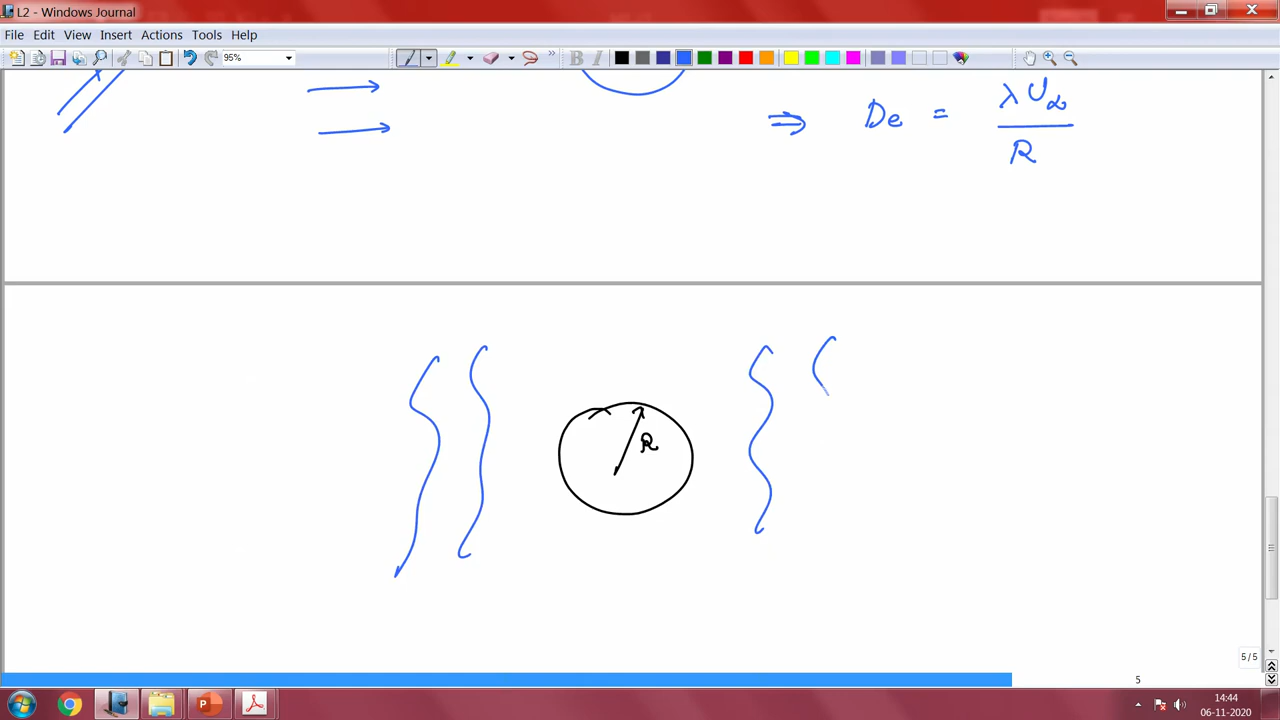 L2 - Windows Journal
File Edit View Insert Actions Tools Help
95%
B I
⇒ De = λU∞ / R
R
5/5
5
14:44
06-11-2020